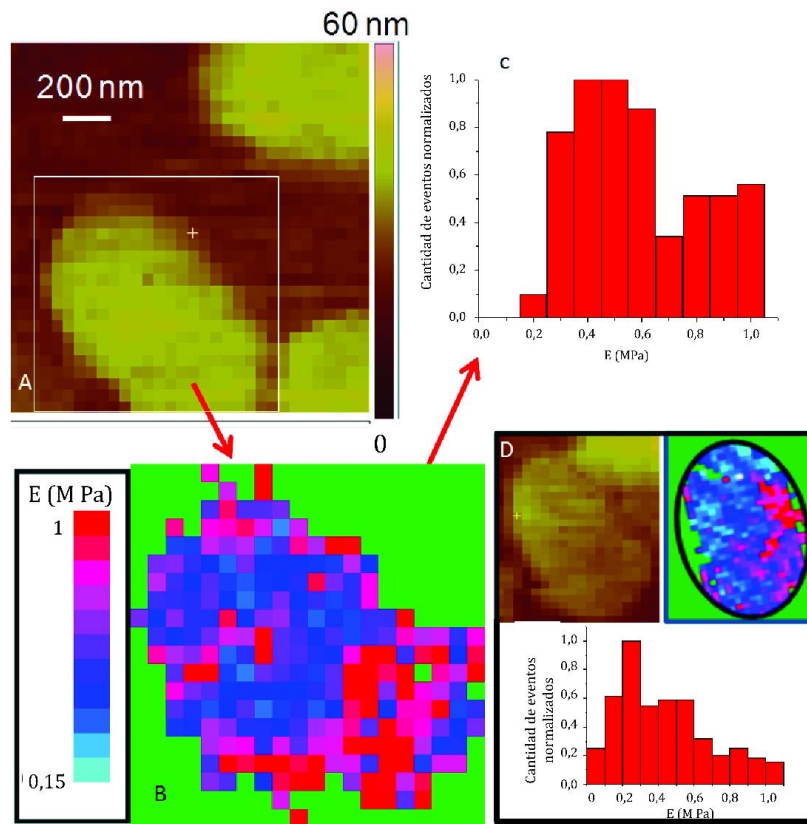 60 nm
200 nm
A
0
C
Cantidad de eventos normalizados
1,0
0,8
0,6
0,4
0,2
0,0
0,0 0,2 0,4 0,6 0,8 1,0
E (MPa)
E (M Pa)
1
0,15
B
D
Cantidad de eventos
normalizados
1,0
0,8
0,6
0,4
0,2
0,0
0 0,2 0,4 0,6 0,8 1,0
E (M Pa)